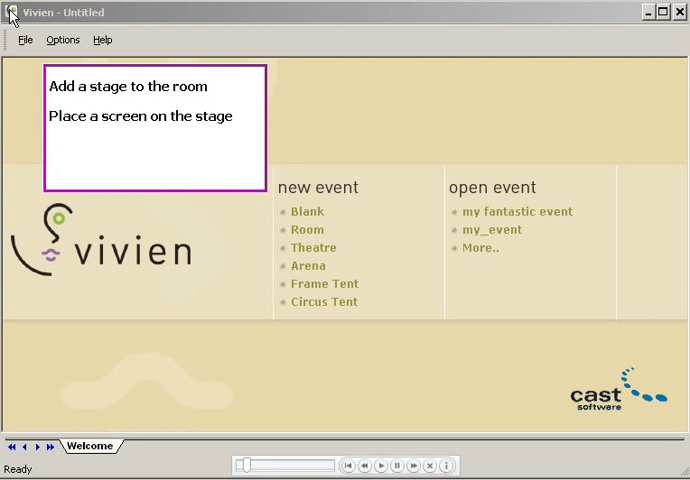 Vivien - Untitled
File Options Help
Add a stage to the room
Place a screen on the stage
vivien
new event
Blank
Room
Theatre
Arena
Frame Tent
Circus Tent
open event
my fantastic event
my_event
More..
cast
software
Welcome
Ready